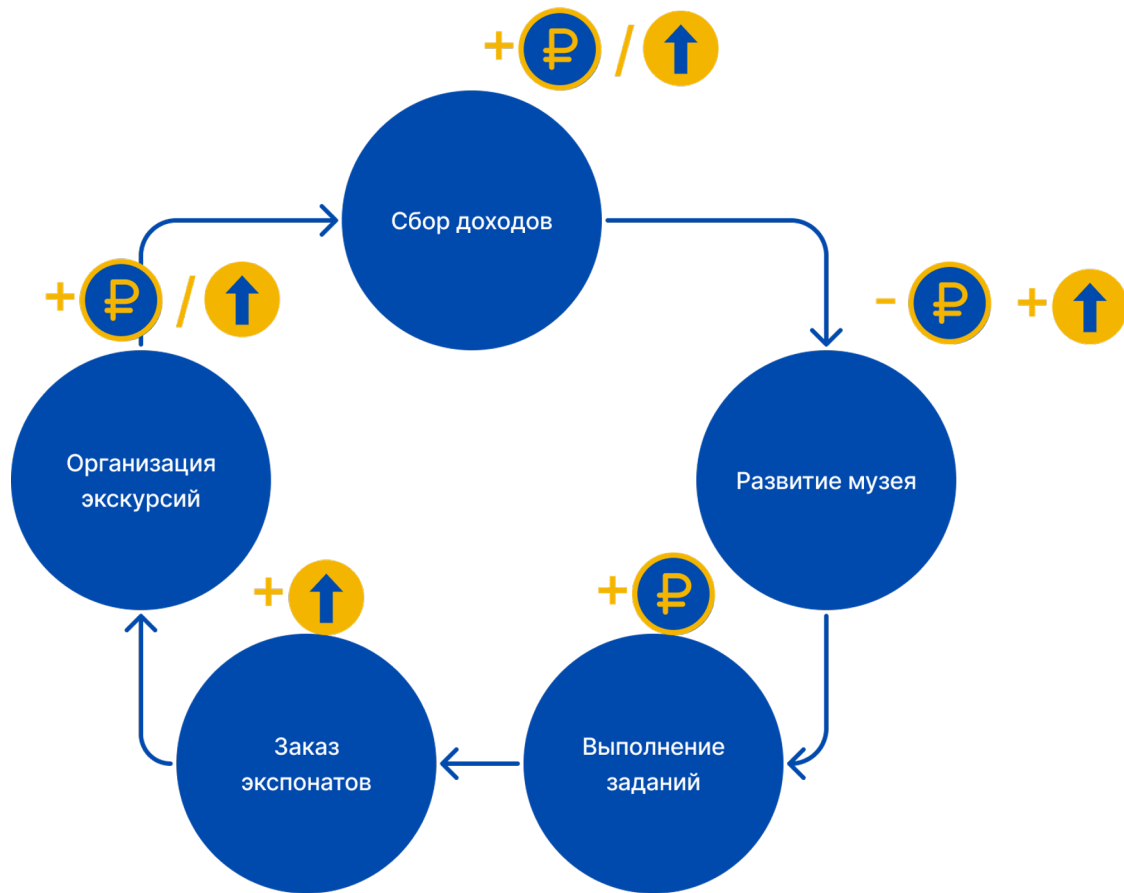 + ₽ /
Сбор доходов
+ ₽ /
- ₽ +
Организация
экскурсий
Развитие музея
+
+ ₽
Заказ
экспонатов
Выполнение
заданий